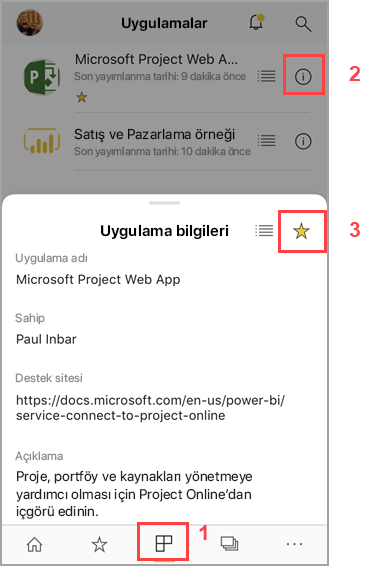 Uygulamalar
Microsoft Project Web A...
Son yayımlanma tarihi: 9 dakika önce
2
Satış ve Pazarlama örneği
Son yayımlanma tarihi: 10 dakika önce
Uygulama bilgileri
3
Uygulama adı
Microsoft Project Web App
Sahip
Paul Inbar
Destek sitesi
https://docs.microsoft.com/en-us/power-bi/
service-connect-to-project-online
Açıklama
Proje, portföy ve kaynakları yönetmeye
yardımcı olması için Project Online’dan
içgörü edinin.
1